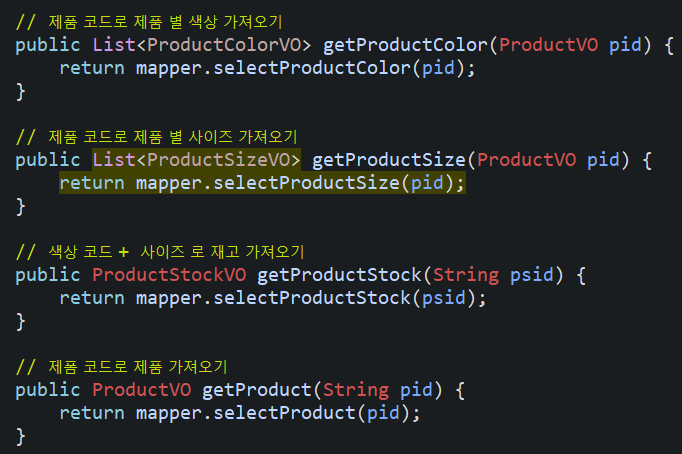 // 제품 코드로 제품 별 색상 가져오기
public List<ProductColorVO> getProductColor(ProductVO pid) {
return mapper.selectProductColor(pid);
}
// 제품 코드로 제품 별 사이즈 가져오기
public List<ProductSizeVO> getProductSize(ProductVO pid) {
return mapper.selectProductSize(pid);
}
// 색상 코드 + 사이즈 로 재고 가져오기
public ProductStockVO getProductStock(String psid) {
return mapper.selectProductStock(psid);
}
// 제품 코드로 제품 가져오기
public ProductVO getProduct(String pid) {
return mapper.selectProduct(pid);
}